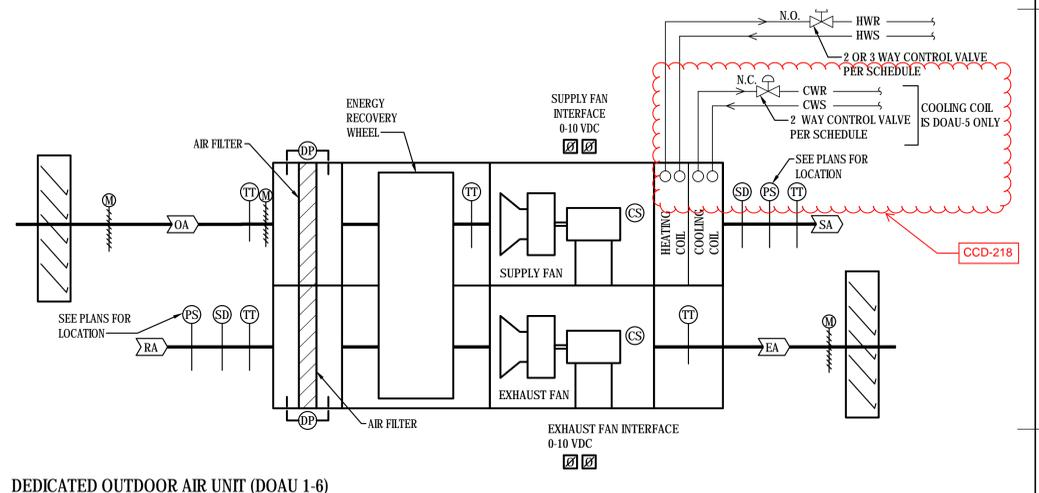 N.O.
HWR
HWS
2 OR 3 WAY CONTROL VALVE
PER SCHEDULE
N.C.
CWR
CWS
2 WAY CONTROL VALVE
PER SCHEDULE
COOLING COIL
IS DOAU-5 ONLY
SUPPLY FAN
INTERFACE
0-10 VDC
ENERGY
RECOVERY
WHEEL
AIR FILTER
DP
SEE PLANS FOR
LOCATION
M
TT
M
TT
CS
SD
PS
TT
OA
SUPPLY FAN
HEATING
COIL
COOLING
COIL
SA
CCD-218
SEE PLANS FOR
LOCATION
PS
SD
TT
CS
TT
M
RA
EXHAUST FAN
EA
DP
AIR FILTER
EXHAUST FAN INTERFACE
0-10 VDC
DEDICATED OUTDOOR AIR UNIT (DOAU 1-6)